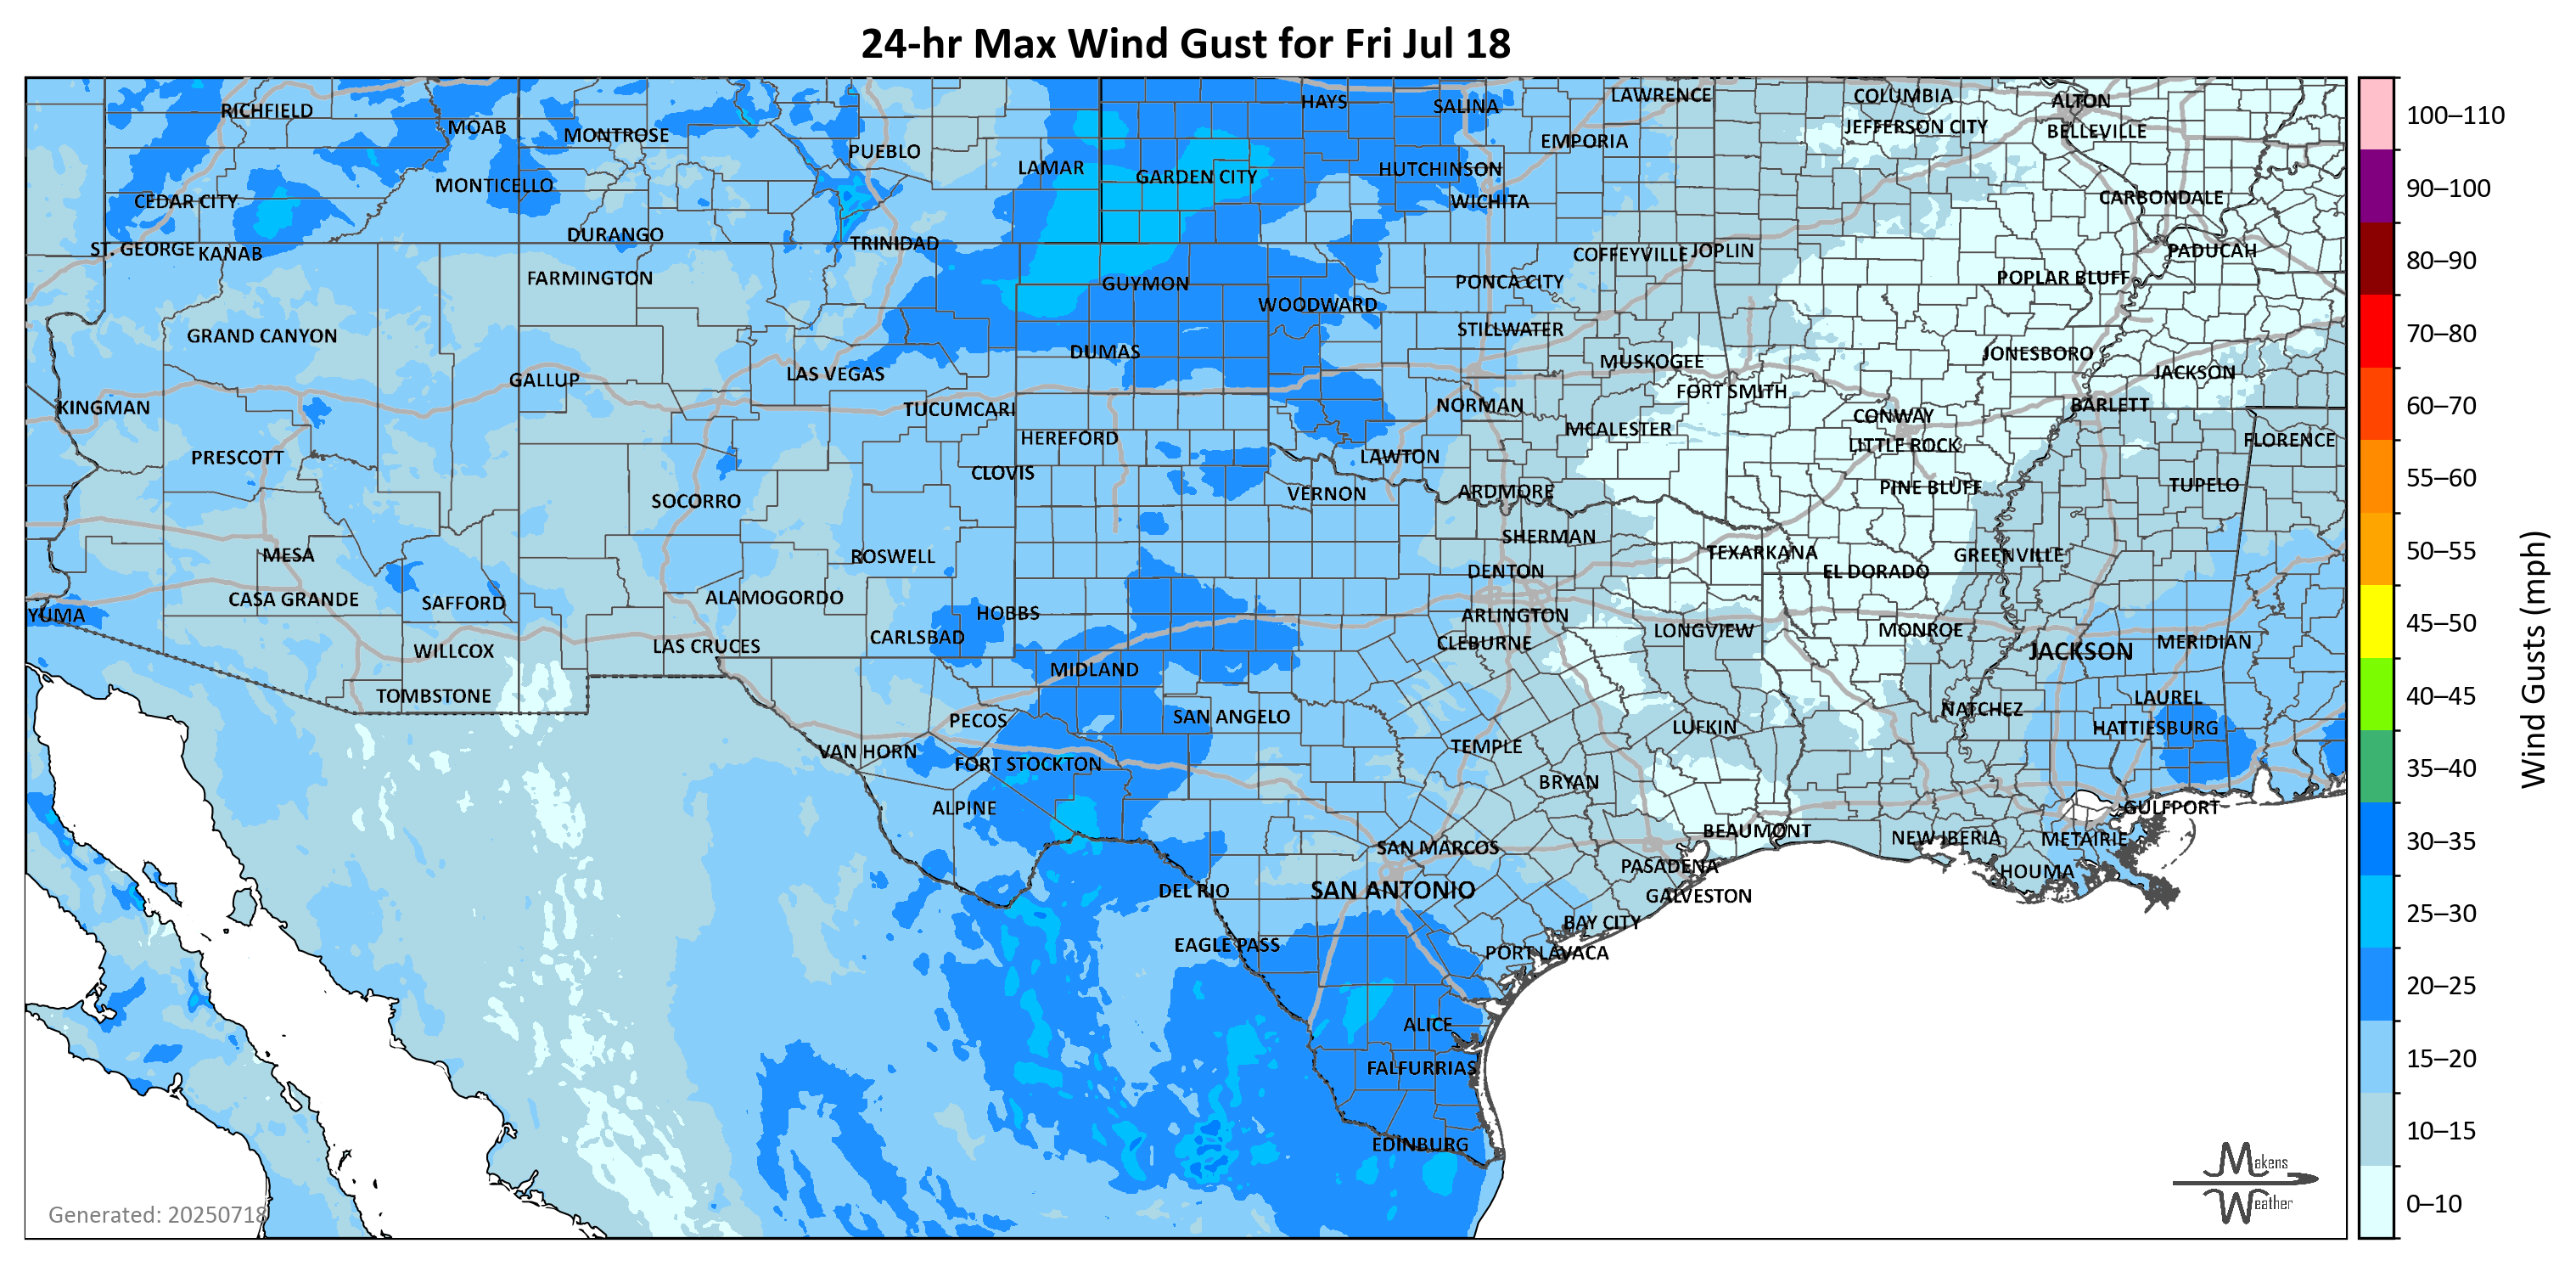 24-hr Max Wind Gust for Fri Jul 18
RICHFIELD
MOAB
MONTROSE
PUEBLO
LAMAR
HAYS
SALINA
LAWRENCE
COLUMBIA
ALTON
JEFFERSON CITY
BELLEVILLE
EMPORIA
GARDEN CITY
HUTCHINSON
MONTICELLO
CEDAR CITY
WICHITA
CARBONDALE
DURANGO
TRINIDAD
ST. GEORGE
KANAB
COFFEYVILLE
JOPLIN
PADUCAH
FARMINGTON
GUYMON
PONCA CITY
POPLAR BLUFF
WOODWARD
GRAND CANYON
STILLWATER
DUMAS
MUSKOGEE
JONESBORO
GALLUP
LAS VEGAS
JACKSON
KINGMAN
TUCUMCARI
NORMAN
FORT SMITH
BARLETT
CONWAY
HEREFORD
MCALESTER
LITTLE ROCK
FLORENCE
PRESCOTT
CLOVIS
LAWTON
SOCORRO
VERNON
ARDMORE
PINE BLUFF
TUPELO
MESA
ROSWELL
SHERMAN
TEXARKANA
GREENVILLE
DENTON
EL DORADO
CASA GRANDE
SAFFORD
ALAMOGORDO
YUMA
HOBBS
ARLINGTON
CARLSBAD
CLEBURNE
LONGVIEW
MONROE
WILLCOX
LAS CRUCES
JACKSON
MERIDIAN
MIDLAND
TOMBSTONE
LAUREL
PECOS
SAN ANGELO
NATCHEZ
LUFKIN
HATTIESBURG
VAN HORN
FORT STOCKTON
TEMPLE
BRYAN
ALPINE
GULFPORT
BEAUMONT
NEW IBERIA
METAIRIE
SAN MARCOS
PASADENA
HOUMA
DEL RIO
SAN ANTONIO
GALVESTON
BAY CITY
EAGLE PASS
PORT LAVACA
ALICE
FALFURRIAS
EDINBURG
Generated: 20250718
Makens
Weather
100–110
90–100
80–90
70–80
60–70
55–60
50–55
45–50
40–45
35–40
30–35
25–30
20–25
15–20
10–15
0–10
Wind Gusts (mph)